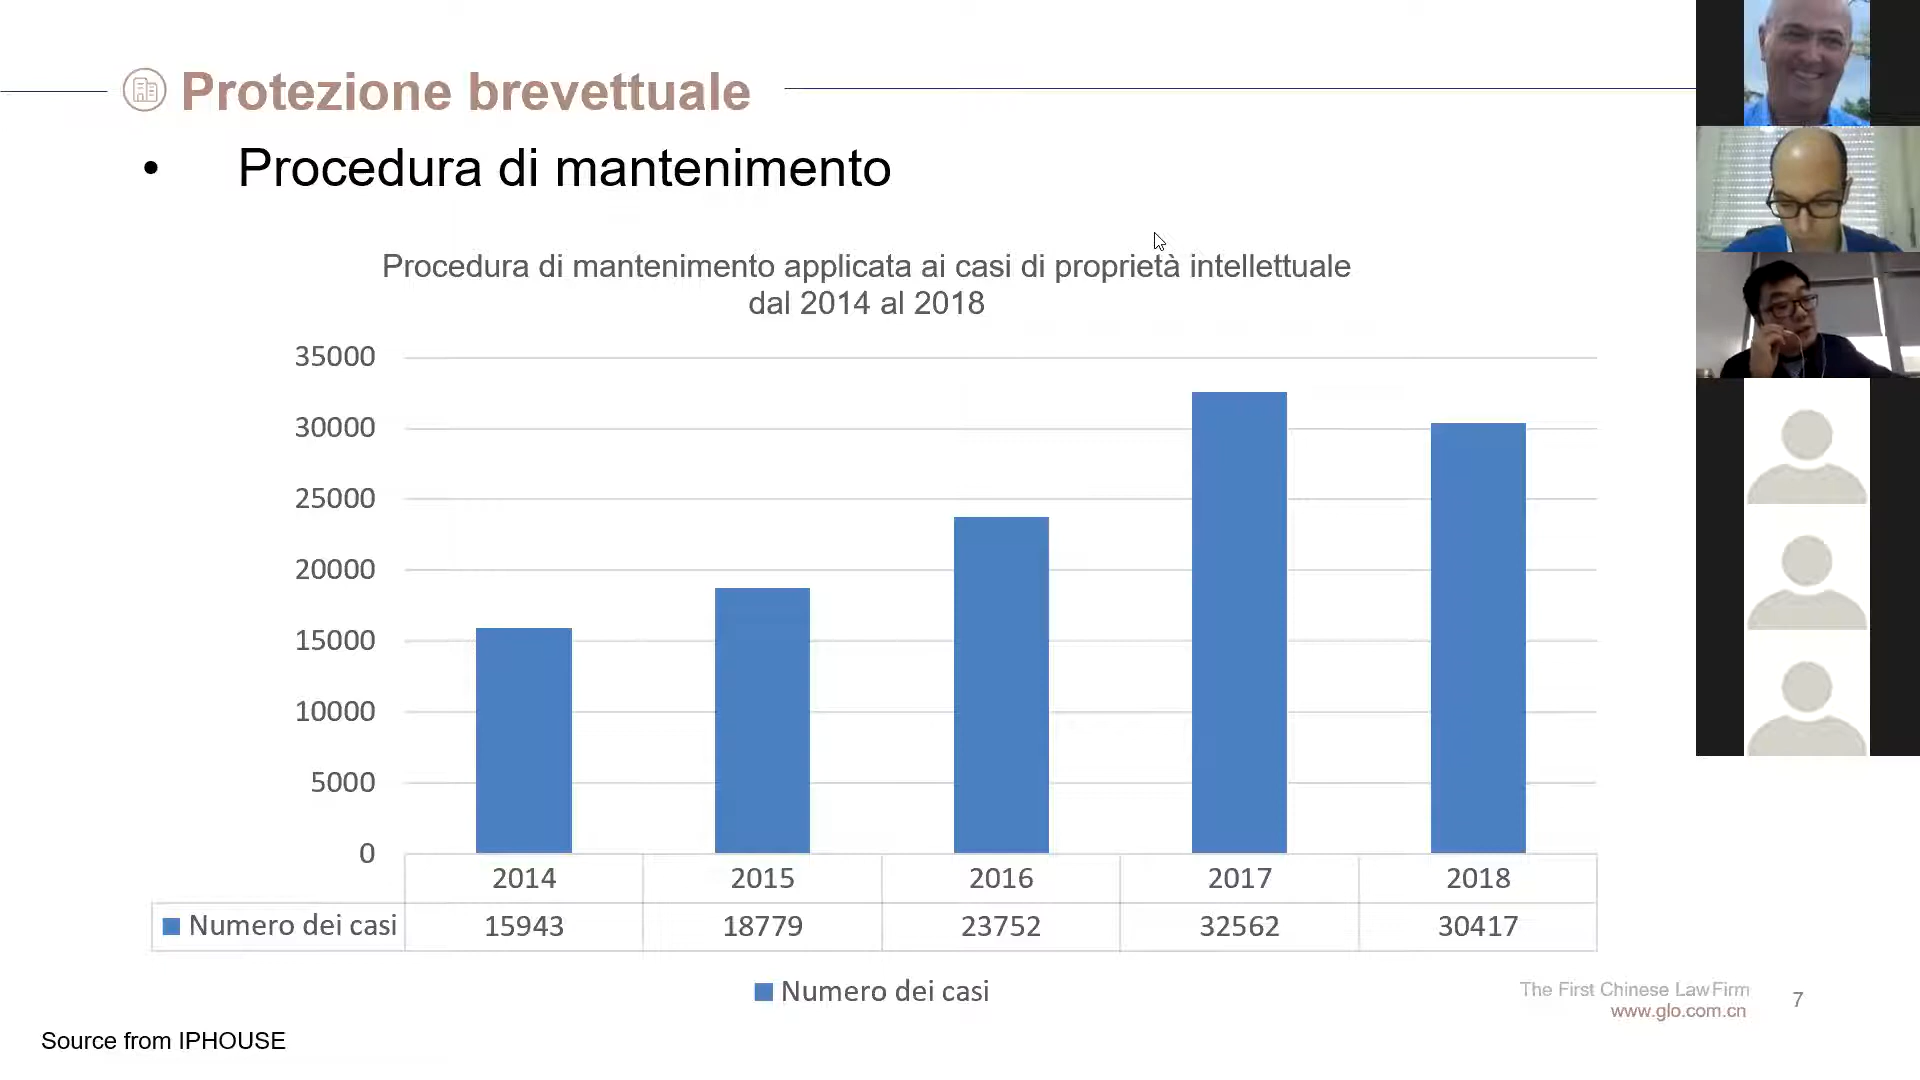 Protezione brevettuale
• Procedura di mantenimento
Procedura di mantenimento applicata ai casi di proprietà intellettuale
dal 2014 al 2018
35000
30000
25000
20000
15000
10000
5000
0
2014 2015 2016 2017 2018
Numero dei casi 15943 18779 23752 32562 30417
Numero dei casi
The First Chinese Law Firm
www.glo.com.cn
7
Source from IPHOUSE